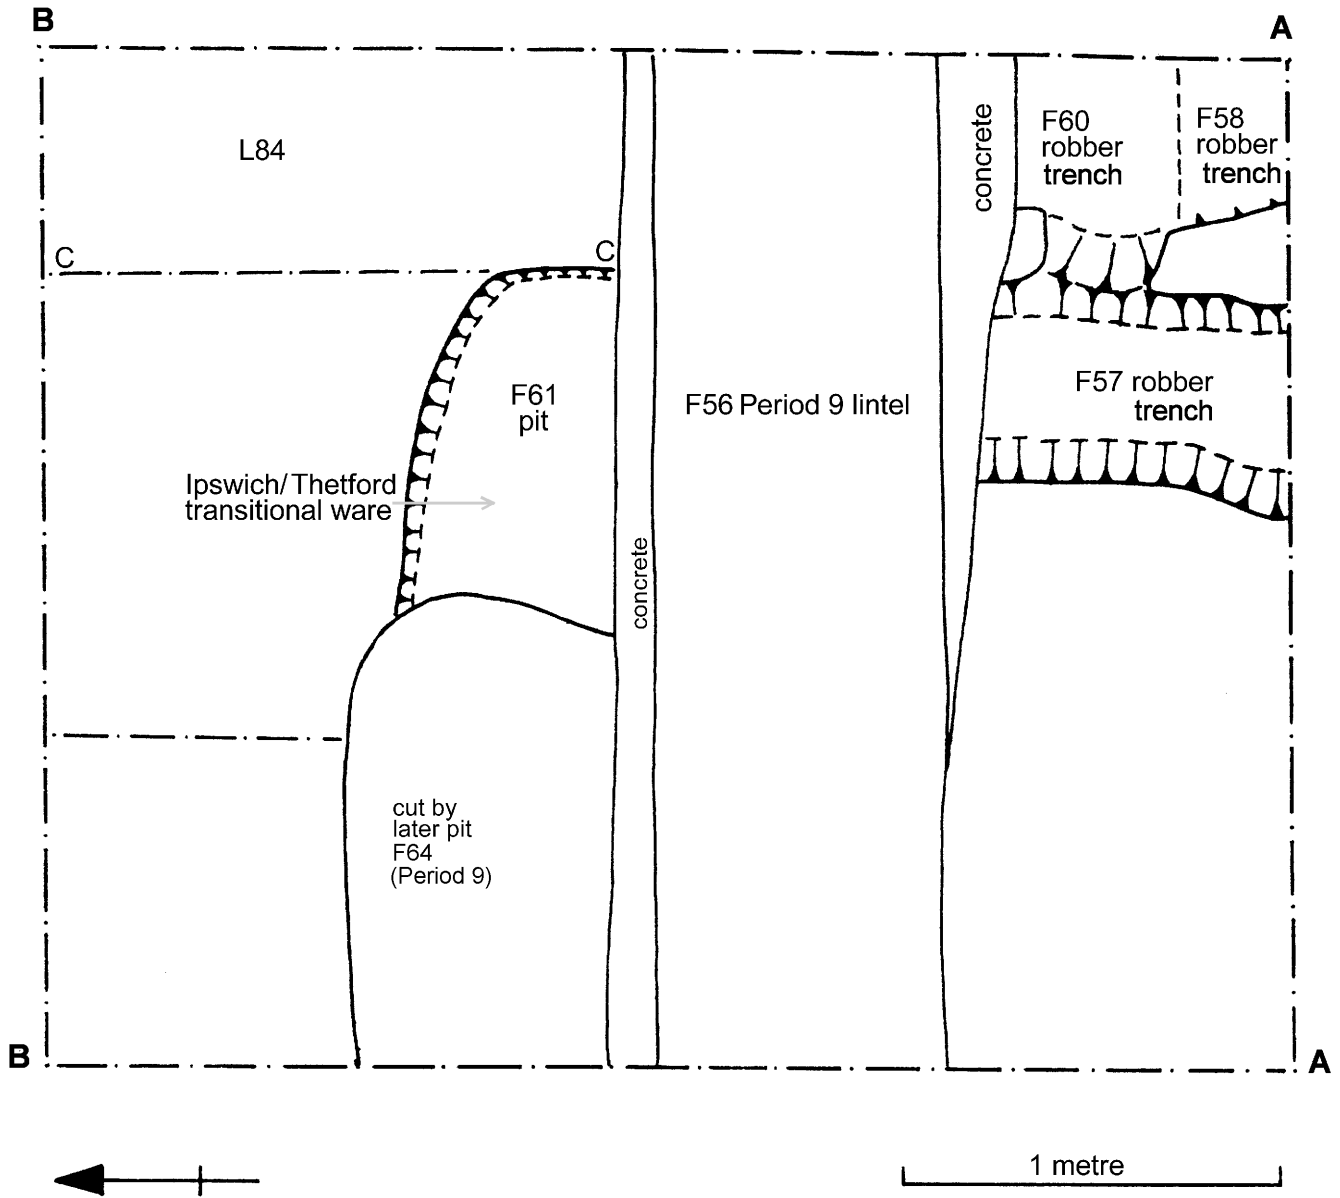 B
A
L84
concrete
F60
robber
trench
F58
robber
trench
C
C
F61
pit
F56 Period 9 lintel
F57 robber
trench
Ipswich/Thetford
transitional ware
concrete
cut by
later pit
F64
(Period 9)
B
A
1 metre